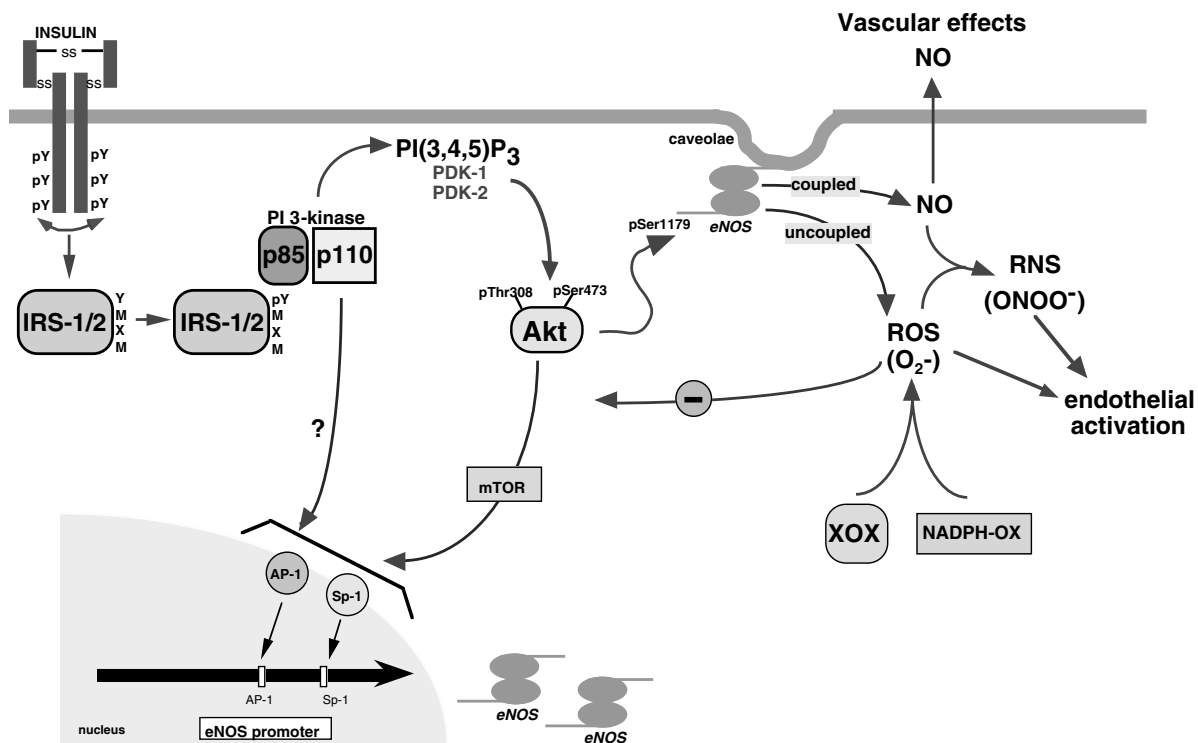 INSULIN
ss
ss
ss
pY
pY
pY
pY
pY
pY
IRS-1/2
Y
M
X
M
IRS-1/2
pY
M
X
M
PI 3-kinase
p85
p110
PI(3,4,5)P3
PDK-1
PDK-2
pThr308
pSer473
Akt
pSer1179
caveolae
eNOS
coupled
uncoupled
Vascular effects
NO
NO
RNS
(ONOO-)
ROS
(O2-)
endothelial
activation
XOX
NADPH-OX
?
mTOR
AP-1
Sp-1
AP-1
Sp-1
nucleus
eNOS promoter
eNOS
eNOS